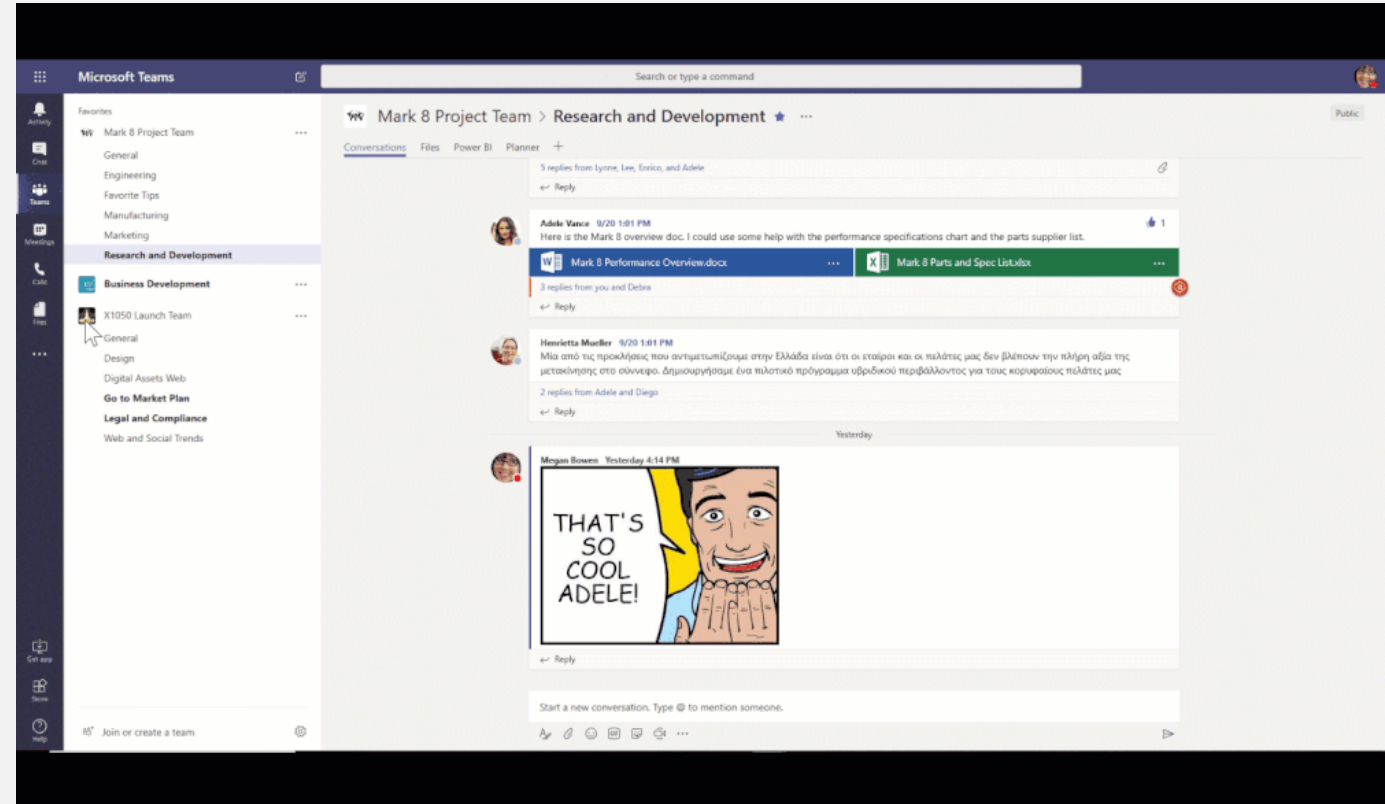 Microsoft Teams
Search or type a command
Activity
Chat
Teams
Meetings
Calls
Files
Get app
Store
Help
Favorites
Mark 8 Project Team
General
Engineering
Favorite Tips
Manufacturing
Marketing
Research and Development
Business Development
X1050 Launch Team
General
Design
Digital Assets Web
Go to Market Plan
Legal and Compliance
Web and Social Trends
Join or create a team
Mark 8 Project Team > Research and Development
Public
Conversations Files Power BI Planner
5 replies from Lynne, Lee, Enrico, and Adele
Reply
Adele Vance 9/20 1:01 PM
1
Here is the Mark 8 overview doc. I could use some help with the performance specifications chart and the parts supplier list.
Mark 8 Performance Overview.docx
Mark 8 Parts and Spec List.xlsx
3 replies from you and Debra
Reply
Henrietta Mueller 9/20 1:01 PM
Μία από τις προκλήσεις που αντιμετωπίζουμε στην Ελλάδα είναι ότι οι εταίροι και οι πελάτες μας δεν βλέπουν την πλήρη αξία της
μετακίνησης στο σύννεφο. Δημιουργήσαμε ένα πιλοτικό πρόγραμμα υβριδικού περιβάλλοντος για τους κορυφαίους πελάτες μας
2 replies from Adele and Diego
Reply
Yesterday
Megan Bowen Yesterday 4:14 PM
THAT'S
SO
COOL
ADELE!
Reply
Start a new conversation. Type @ to mention someone.
GIF